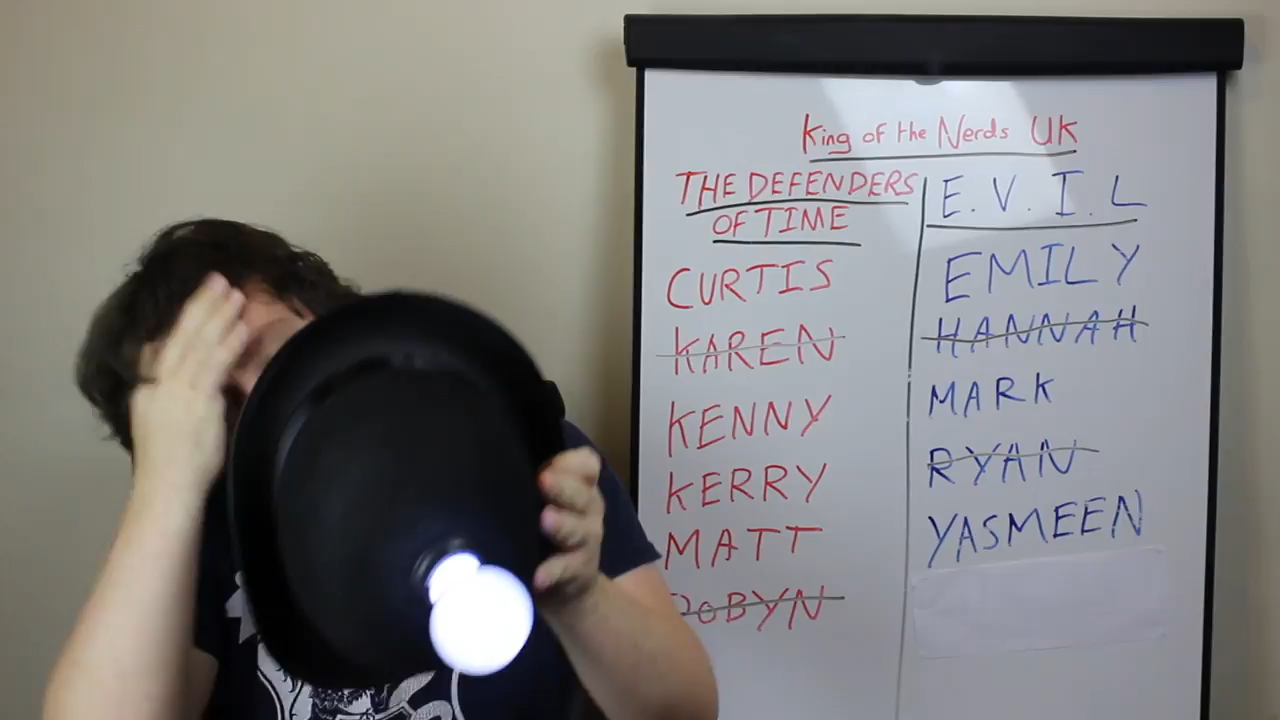 King of the Nerds UK
THE DEFENDERS
OF TIME
CURTIS
KAREN
KENNY
KERRY
MATT
ROBYN
E.V.I.L
EMILY
HANNAH
MARK
RYAN
YASMEEN